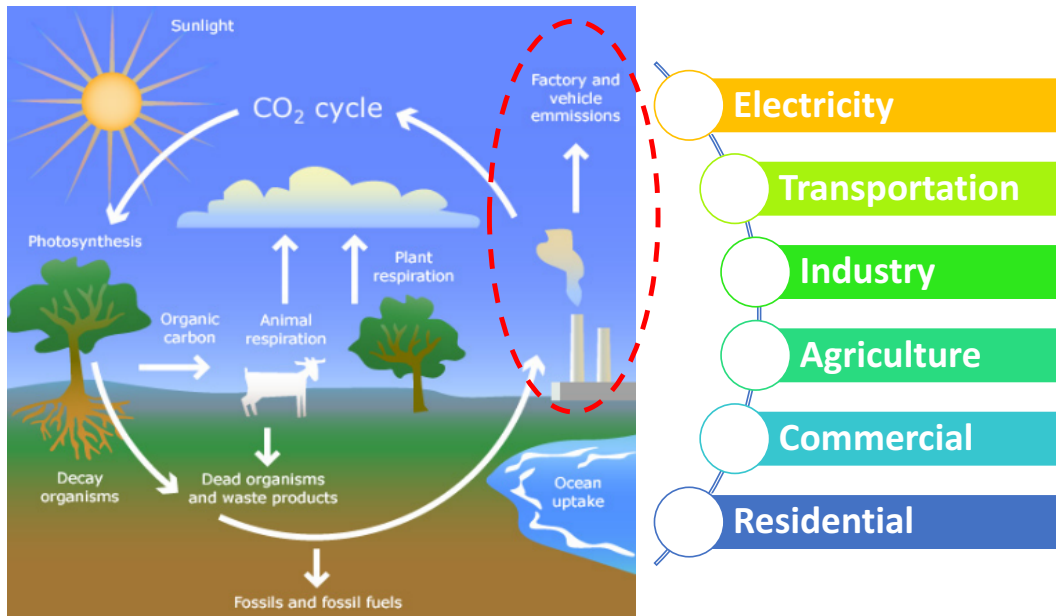 Sunlight
Factory and
vehicle
emmissions
CO₂ cycle
Photosynthesis
Plant
respiration
Organic
carbon
Animal
respiration
Decay
organisms
Dead organisms
and waste products
Ocean
uptake
Fossils and fossil fuels
Electricity
Transportation
Industry
Agriculture
Commercial
Residential